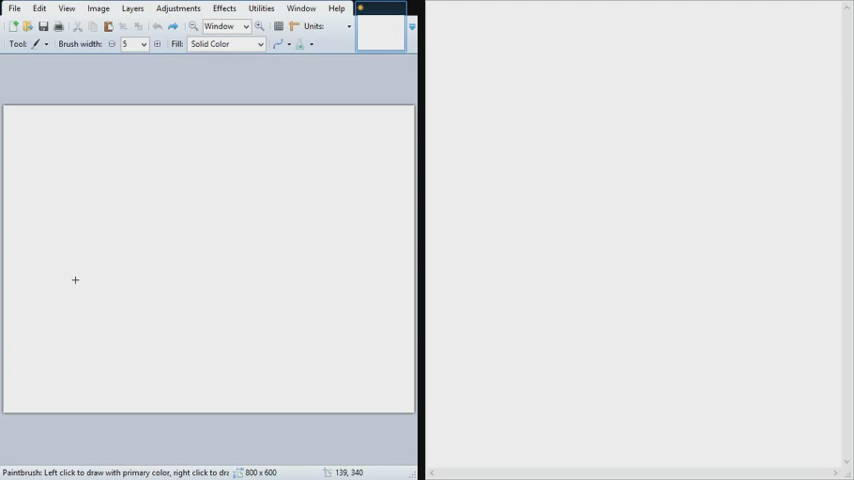 File Edit View Image Layers Adjustments Effects Utilities Window Help
Window Units:
Tool: Brush width: 5 Fill: Solid Color
Paintbrush: Left click to draw with primary color, right click to dra 800 x 600 139, 340